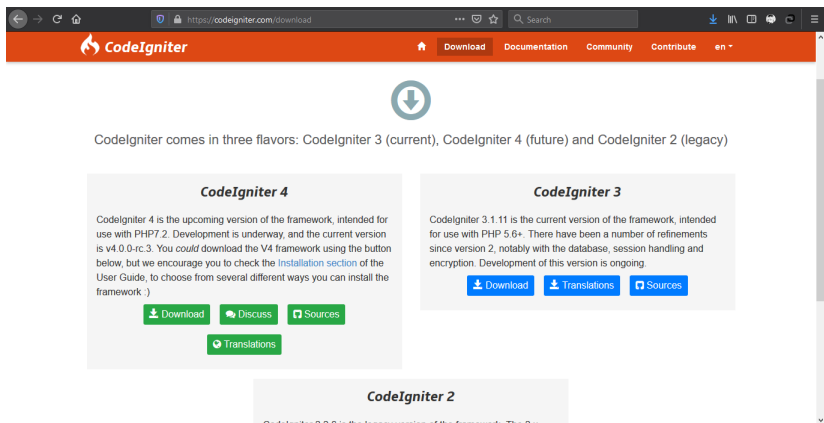 https://codeigniter.com/download
Search
CodeIgniter
Download
Documentation
Community
Contribute
en
CodeIgniter comes in three flavors: CodeIgniter 3 (current), CodeIgniter 4 (future) and CodeIgniter 2 (legacy)
CodeIgniter 4
CodeIgniter 4 is the upcoming version of the framework, intended for
use with PHP7.2. Development is underway, and the current version
is v4.0.0-rc.3. You could download the V4 framework using the button
below, but we encourage you to check the Installation section of the
User Guide, to choose from several different ways you can install the
framework :)
Download
Discuss
Sources
Translations
CodeIgniter 3
CodeIgniter 3.1.11 is the current version of the framework, intended
for use with PHP 5.6+. There have been a number of refinements
since version 2, notably with the database, session handling and
encryption. Development of this version is ongoing.
Download
Translations
Sources
CodeIgniter 2